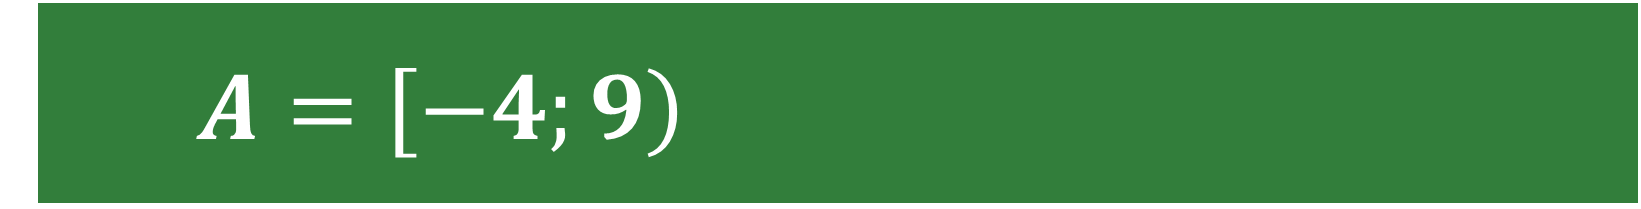 A = [−4; 9)